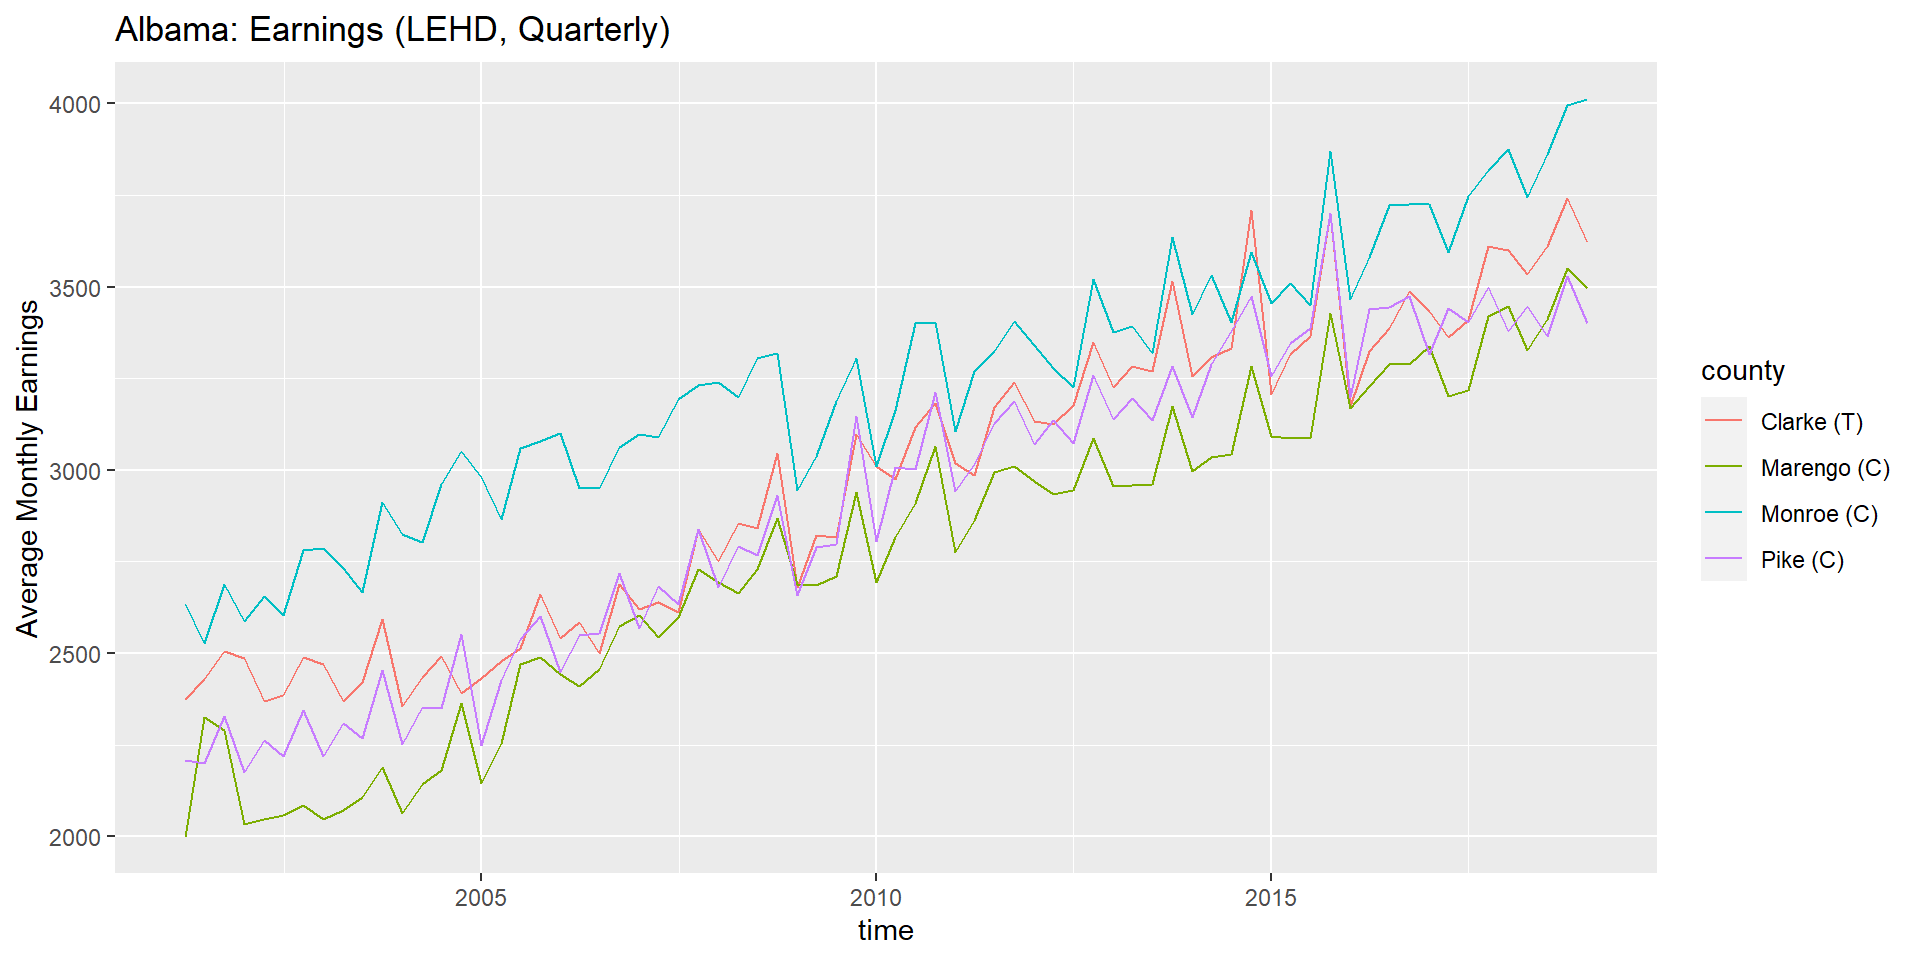 Albama: Earnings (LEHD, Quarterly)
Average Monthly Earnings
4000
3500
3000
2500
2000
2005
2010
2015
time
county
Clarke (T)
Marengo (C)
Monroe (C)
Pike (C)